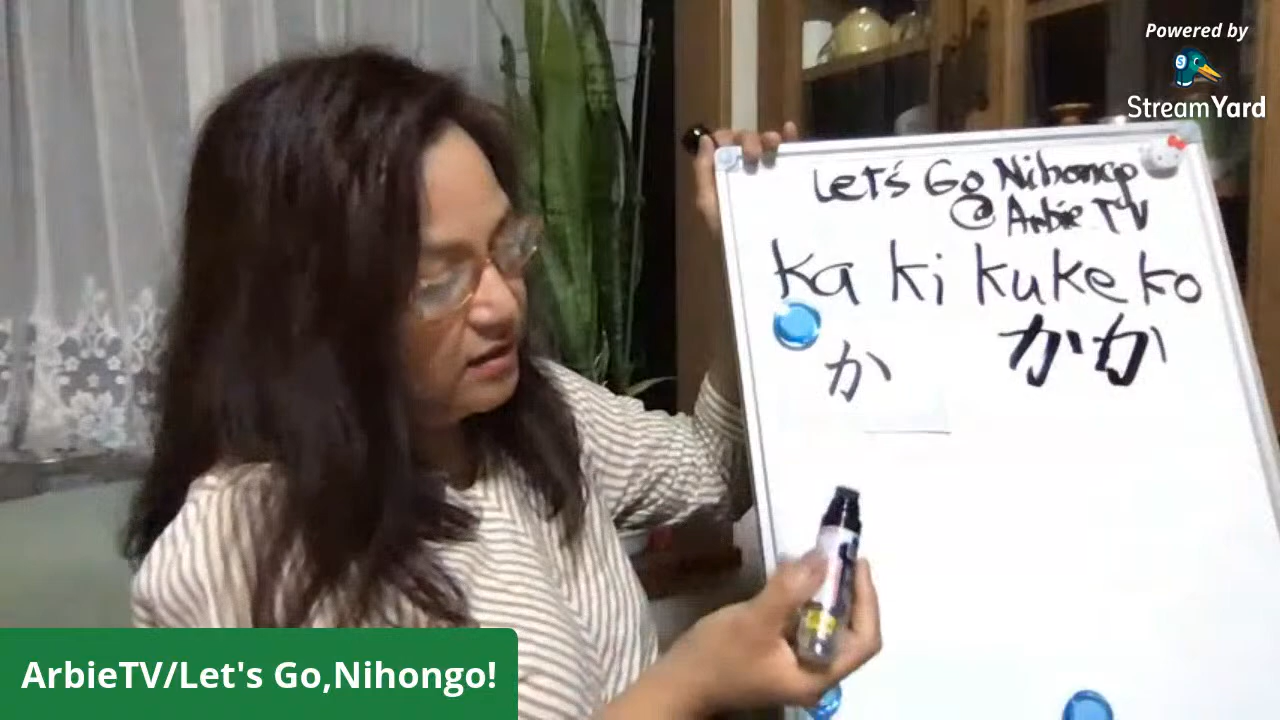 Powered by
StreamYard
Let's Go Nihongo
@ Arbie TV
ka ki ku ke ko
か かか
ArbieTV/Let's Go,Nihongo!